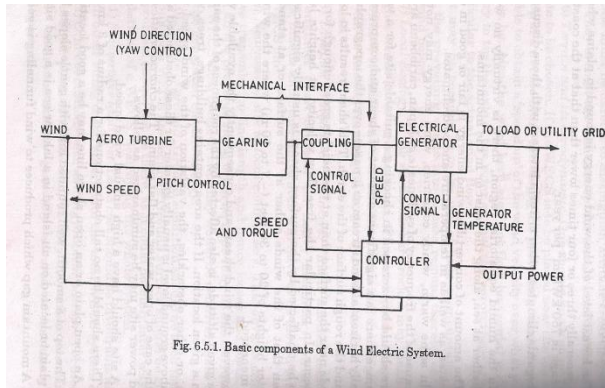 WIND DIRECTION
(YAW CONTROL)
MECHANICAL INTERFACE
WIND
AERO TURBINE
GEARING
COUPLING
ELECTRICAL
GENERATOR
TO LOAD OR UTILITY GRID
WIND SPEED
PITCH CONTROL
SPEED
AND TORQUE
CONTROL
SIGNAL
SPEED
CONTROL
SIGNAL
GENERATOR
TEMPERATURE
CONTROLLER
OUTPUT POWER
Fig. 6.5.1. Basic components of a Wind Electric System.